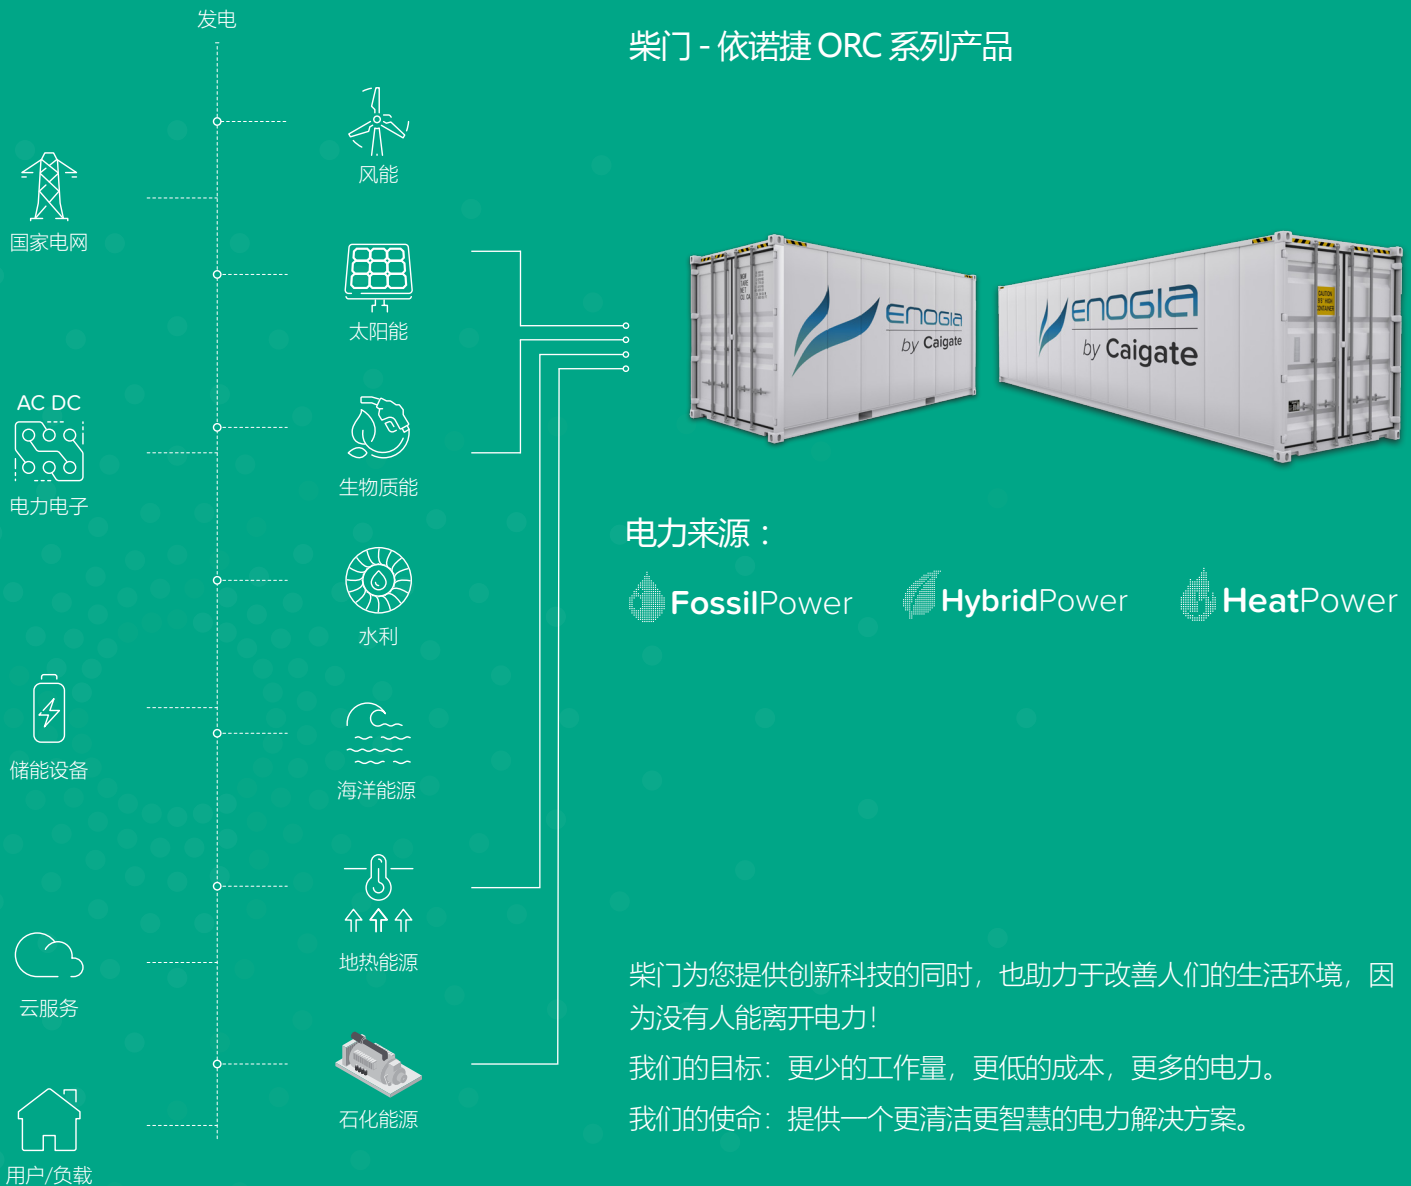 发电
柴门 - 依诺捷 ORC 系列产品
国家电网
AC DC
电力电子
储能设备
云服务
用户/负载
风能
太阳能
生物质能
水利
海洋能源
地热能源
石化能源
ENOGIA
by Caigate
ENOGIA
by Caigate
CAUTION
CONTAINER
电力来源：
FossilPower
HybridPower
HeatPower
柴门为您提供创新科技的同时，也助力于改善人们的生活环境，因
为没有人能离开电力！
我们的目标：更少的工作量，更低的成本，更多的电力。
我们的使命：提供一个更清洁更智慧的电力解决方案。